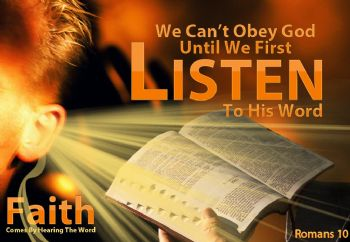 We Can't Obey God
Until We First
LISTEN
To His Word
Faith
Comes By Hearing The Word
Romans 10